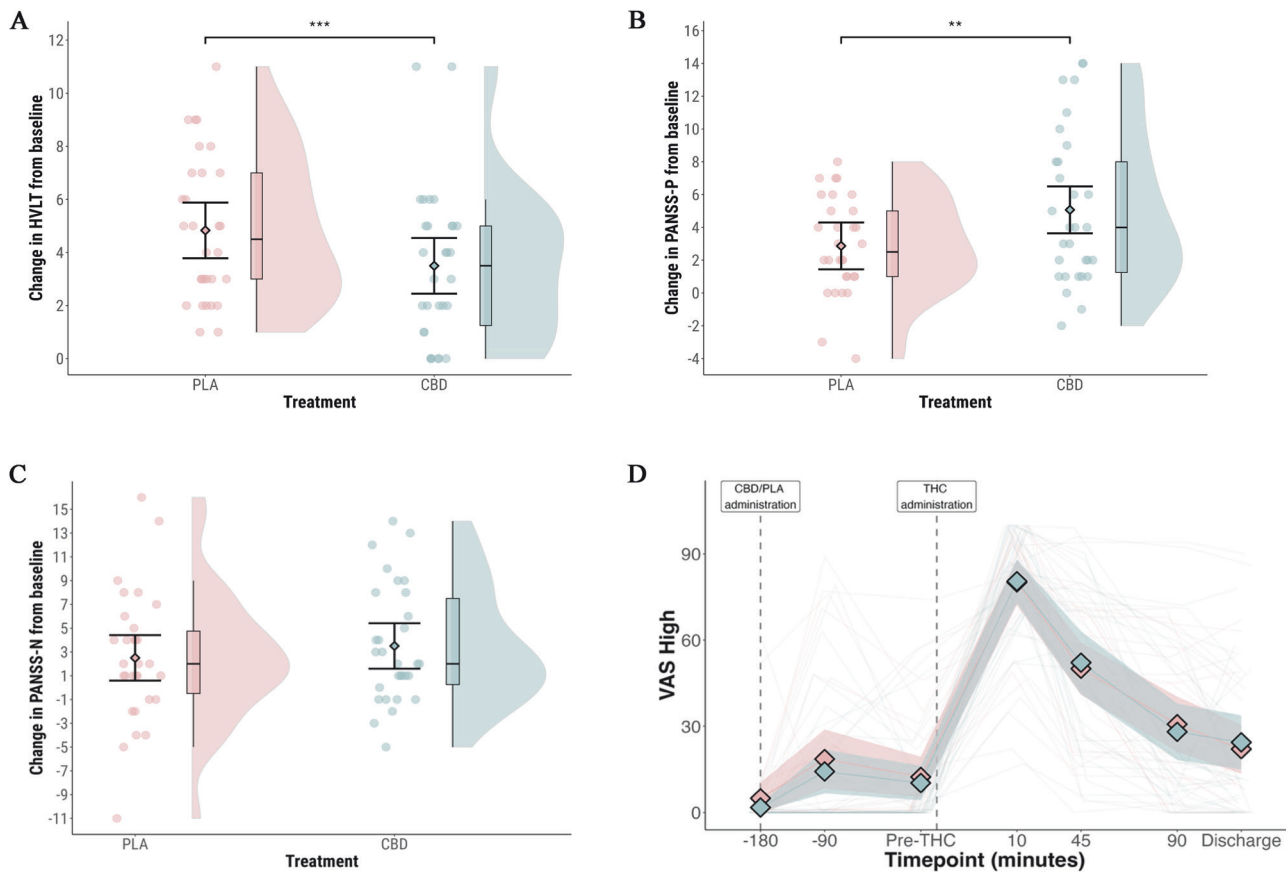 A
***
Change in HVLT from baseline
12
10
8
6
4
2
0
PLA
CBD
Treatment
B
**
Change in PANSS-P from baseline
16
14
12
10
8
6
4
2
0
-2
-4
PLA
CBD
Treatment
C
Change in PANSS-N from baseline
15
13
11
9
7
5
3
1
-1
-3
-5
-7
-9
-11
PLA
CBD
Treatment
D
CBD/PLA
administration
THC
administration
VAS High
90
60
30
0
-180
-90
Pre-THC
10
45
90
Discharge
Timepoint (minutes)